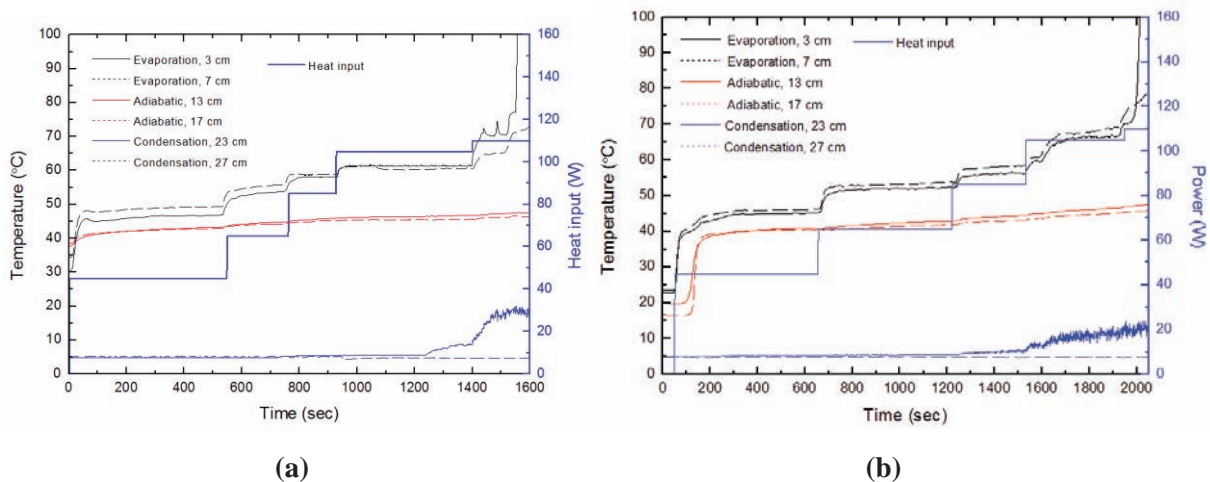 100
90
80
70
60
50
40
30
20
10
0
Temperature (°C)
Evaporation, 3 cm
Evaporation, 7 cm
Adiabatic, 13 cm
Adiabatic, 17 cm
Condensation, 23 cm
Condensation, 27 cm
Heat input
160
140
120
100
80
60
40
20
0
Heat input (W)
0 200 400 600 800 1000 1200 1400 1600
Time (sec)
(a)
100
90
80
70
60
50
40
30
20
10
0
Temperature (°C)
Evaporation, 3 cm
Evaporation, 7 cm
Adiabatic, 13 cm
Adiabatic, 17 cm
Condensation, 23 cm
Condensation, 27 cm
Heat input
160
140
120
100
80
60
40
20
0
Power (W)
0 200 400 600 800 1000 1200 1400 1600 1800 2000
Time (sec)
(b)